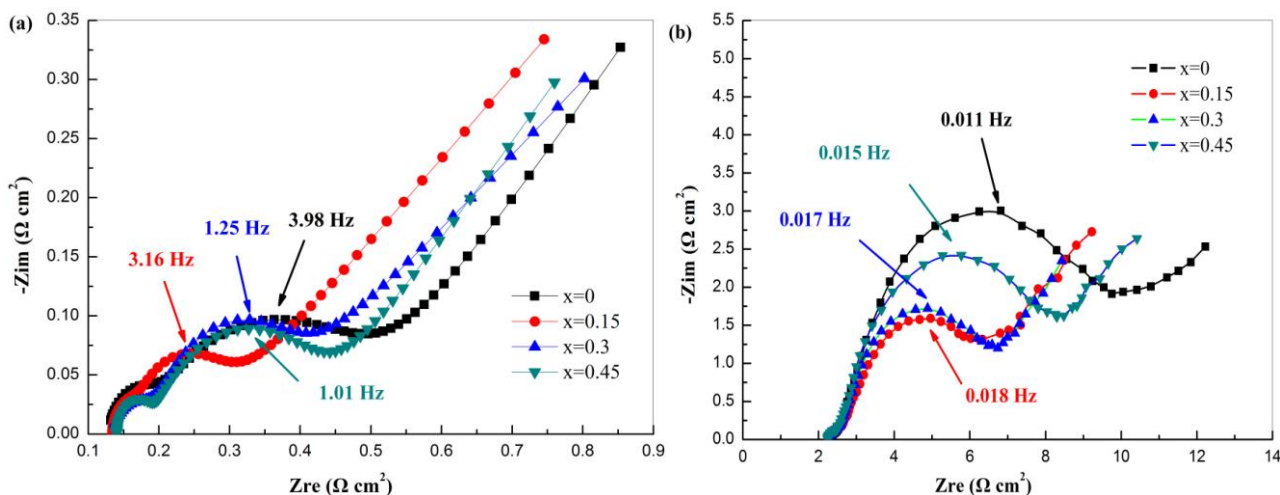 (a)
0.35
0.30
0.25
0.20
0.15
0.10
0.05
0.00
-Zim (Ω cm²)
3.16 Hz
1.25 Hz
3.98 Hz
1.01 Hz
x=0
x=0.15
x=0.3
x=0.45
0.1 0.2 0.3 0.4 0.5 0.6 0.7 0.8 0.9
Zre (Ω cm²)
(b)
5.5
5.0
4.5
4.0
3.5
3.0
2.5
2.0
1.5
1.0
0.5
0.0
-Zim (Ω cm²)
0.011 Hz
0.015 Hz
0.017 Hz
0.018 Hz
x=0
x=0.15
x=0.3
x=0.45
0 2 4 6 8 10 12 14
Zre (Ω cm²)